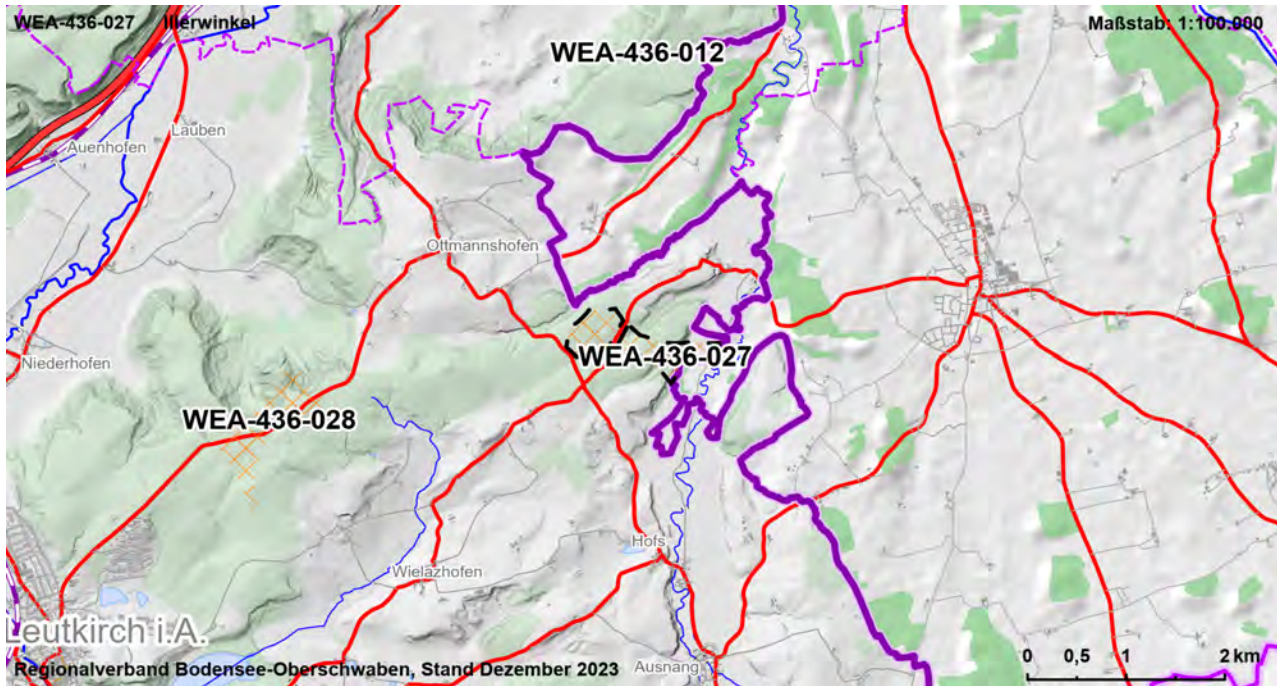 WEA-436-027 Illerwinkel
Maßstab: 1:100.000
WEA-436-012
Lauben
Auenhofen
Ottmannshofen
WEA-436-027
Niederhofen
WEA-436-028
Hofs
Wielazhofen
Leutkirch i.A.
Ausnang
Regionalverband Bodensee-Oberschwaben, Stand Dezember 2023
0 0,5 1 2 km